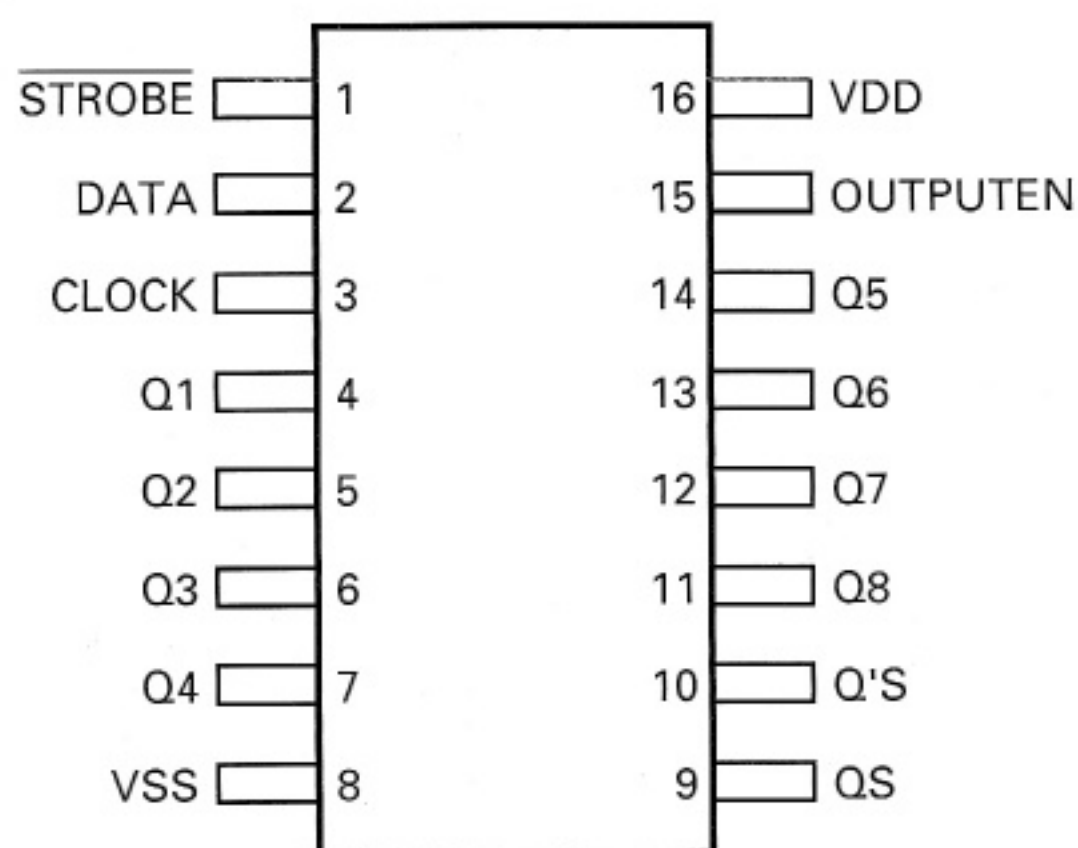 STROBE 1 16 VDD
DATA 2 15 OUTPUTEN
CLOCK 3 14 Q5
Q1 4 13 Q6
Q2 5 12 Q7
Q3 6 11 Q8
Q4 7 10 Q'S
VSS 8 9 QS